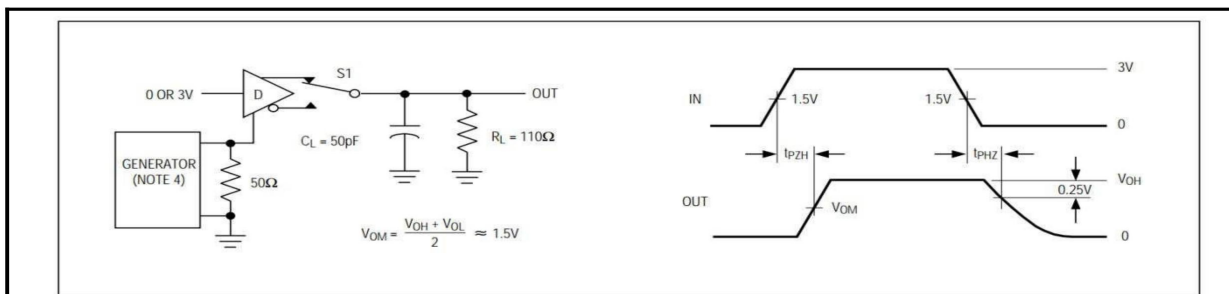 0 OR 3V
D
S1
OUT
C_L = 50pF
R_L = 110Ω
GENERATOR
(NOTE 4)
50Ω
V_OM = (V_OH + V_OL) / 2 ≈ 1.5V
IN
1.5V
1.5V
3V
0
t_PZH
t_PHZ
OUT
V_OM
V_OH
0.25V
0